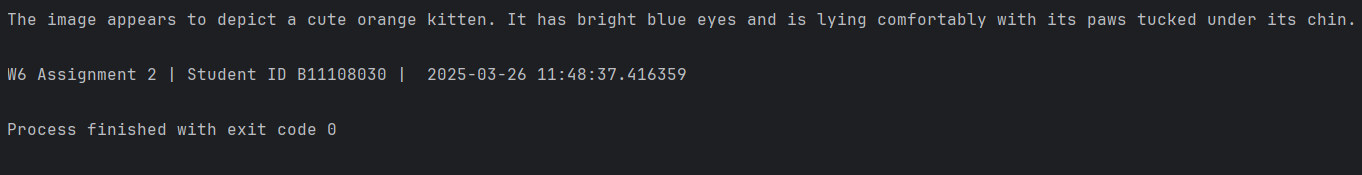 The image appears to depict a cute orange kitten. It has bright blue eyes and is lying comfortably with its paws tucked under its chin.
W6 Assignment 2 | Student ID B11108030 |  2025-03-26 11:48:37.416359
Process finished with exit code 0